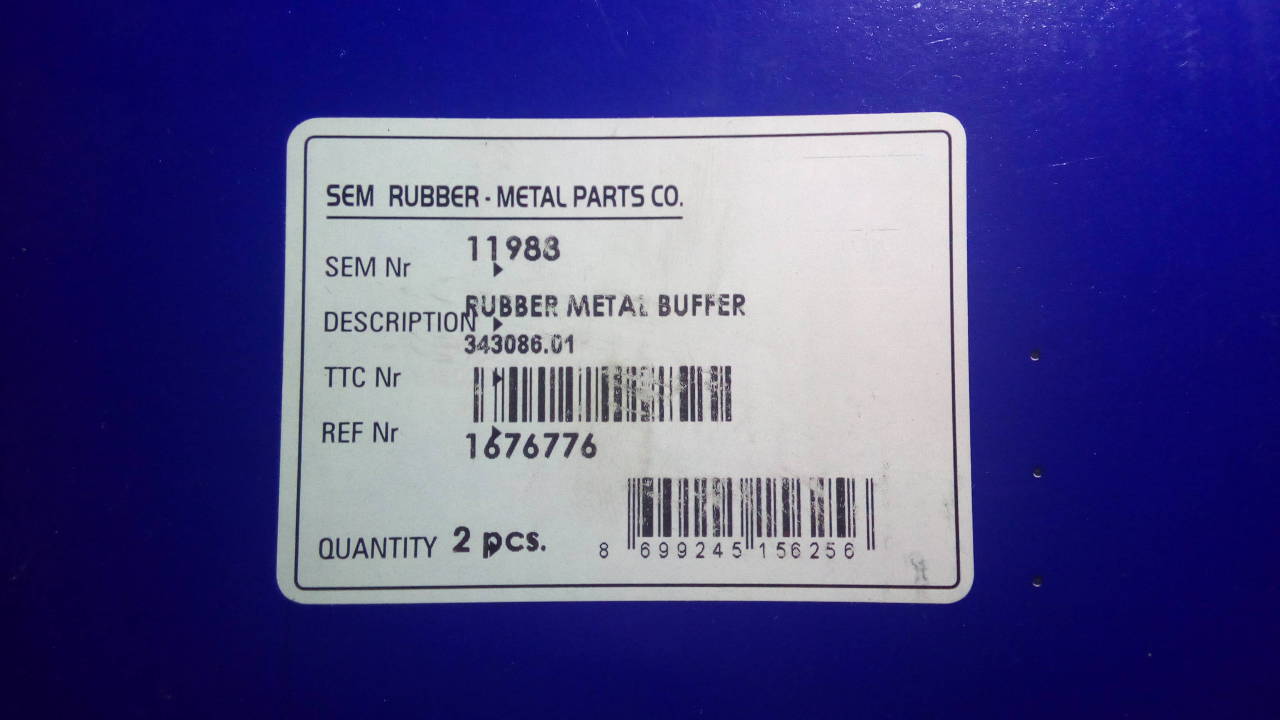 SEM RUBBER - METAL PARTS CO.
SEM Nr 11988
DESCRIPTION RUBBER METAL BUFFER
343086.01
TTC Nr
REF Nr 1676776
QUANTITY 2 pcs.
8 699245 156256